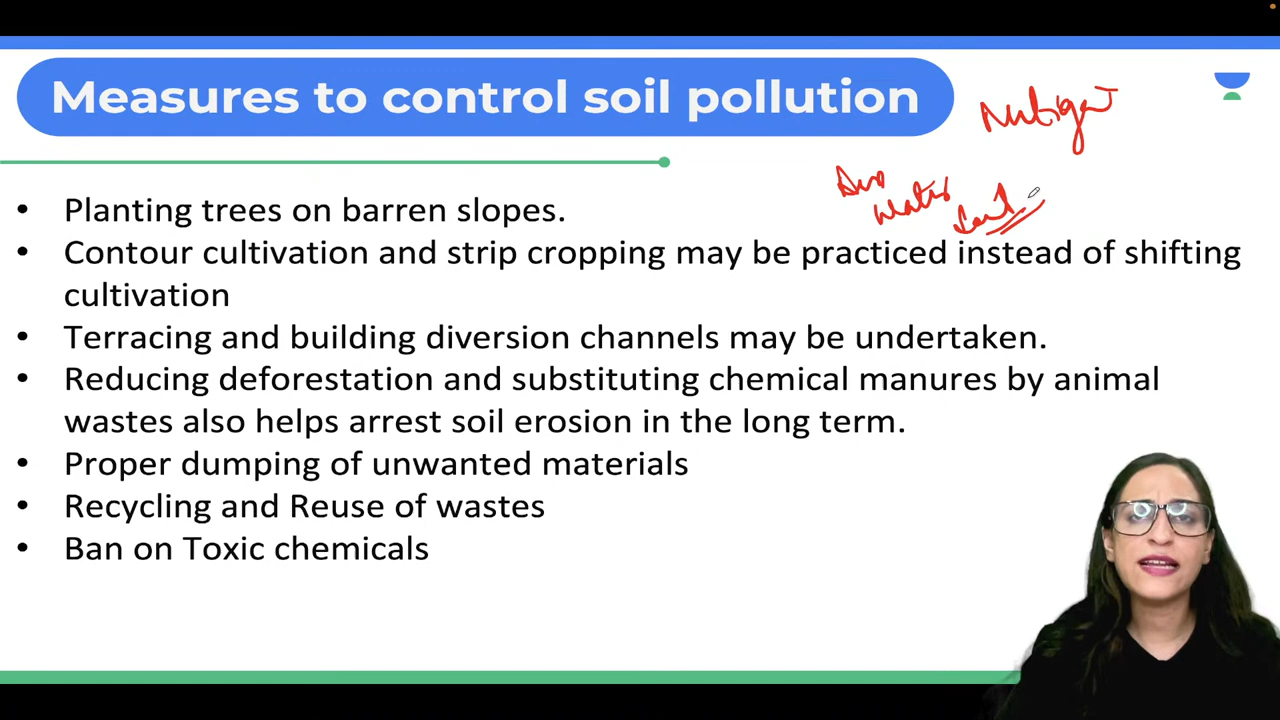 Measures to control soil pollution
Water
• Planting trees on barren slopes.
• Contour cultivation and strip cropping may be practiced instead of shifting
cultivation
• Terracing and building diversion channels may be undertaken.
• Reducing deforestation and substituting chemical manures by animal
wastes also helps arrest soil erosion in the long term.
• Proper dumping of unwanted materials
• Recycling and Reuse of wastes
• Ban on Toxic chemicals